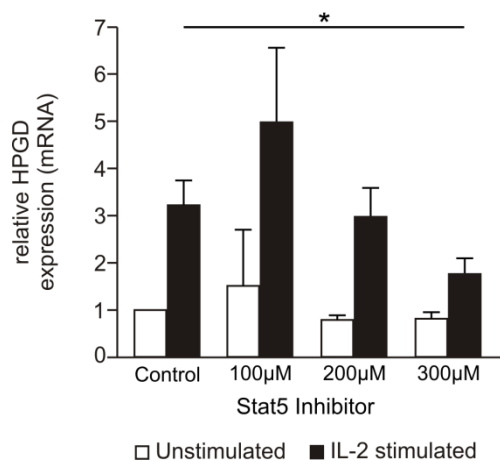 *
7
6
5
4
3
2
1
0
relative HPGD
expression (mRNA)
Control 100μM 200μM 300μM
Stat5 Inhibitor
Unstimulated IL-2 stimulated